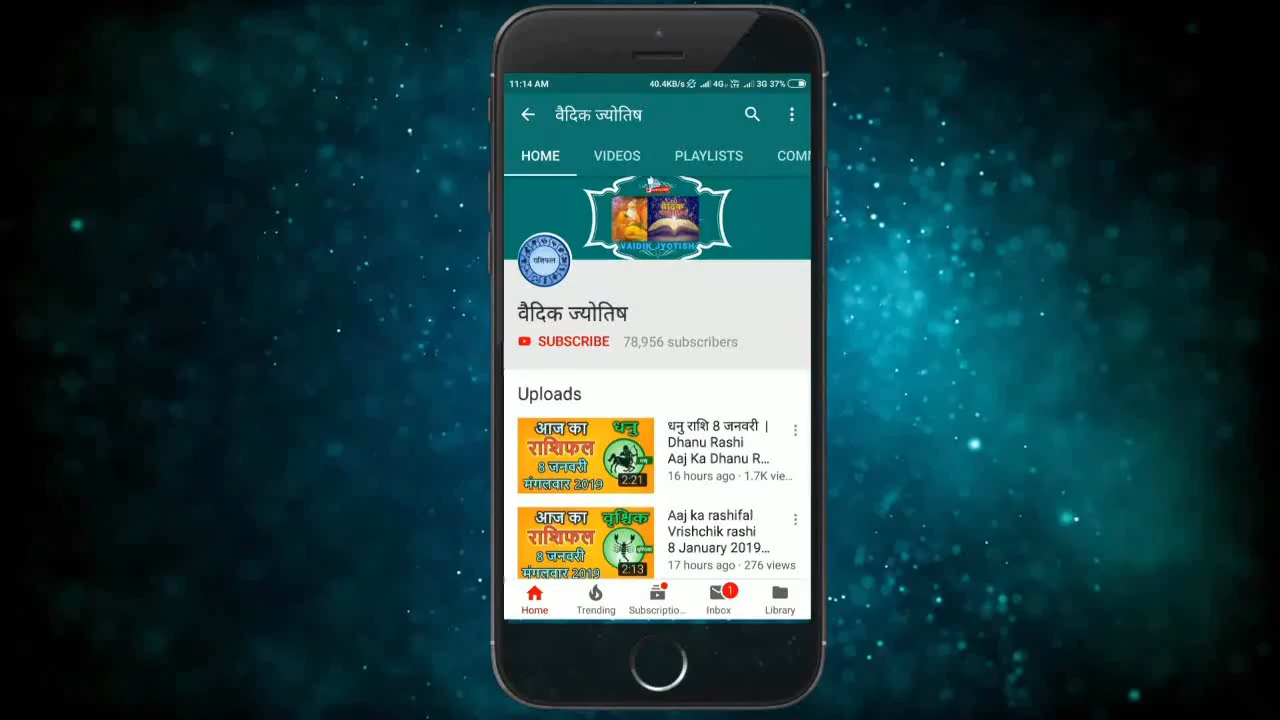 11:14 AM
40.4KB/s 4G VoLTE 3G 37%
वैदिक ज्योतिष
HOME VIDEOS PLAYLISTS COM
वैदिक
VAIDIK JYOTISH
राशिफल
वैदिक ज्योतिष
SUBSCRIBE 78,956 subscribers
Uploads
आज का धनु
राशिफल
8 जनवरी
मंगलवार 2019
2:21
धनु राशि 8 जनवरी |
Dhanu Rashi
Aaj Ka Dhanu R...
16 hours ago · 1.7K vie...
आज का वृश्चिक
राशिफल
8 जनवरी
मंगलवार 2019
2:13
Aaj ka rashifal
Vrishchik rashi
8 January 2019...
17 hours ago · 276 views
1
Home Trending Subscriptio... Inbox Library